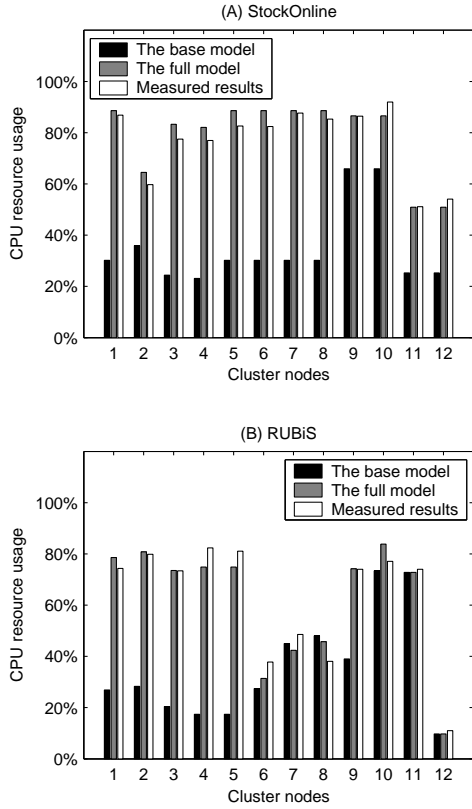 (A) StockOnline
The base model
The full model
Measured results
100%
80%
60%
40%
20%
0%
CPU resource usage
1 2 3 4 5 6 7 8 9 10 11 12
Cluster nodes
(B) RUBiS
The base model
The full model
Measured results
100%
80%
60%
40%
20%
0%
CPU resource usage
1 2 3 4 5 6 7 8 9 10 11 12
Cluster nodes